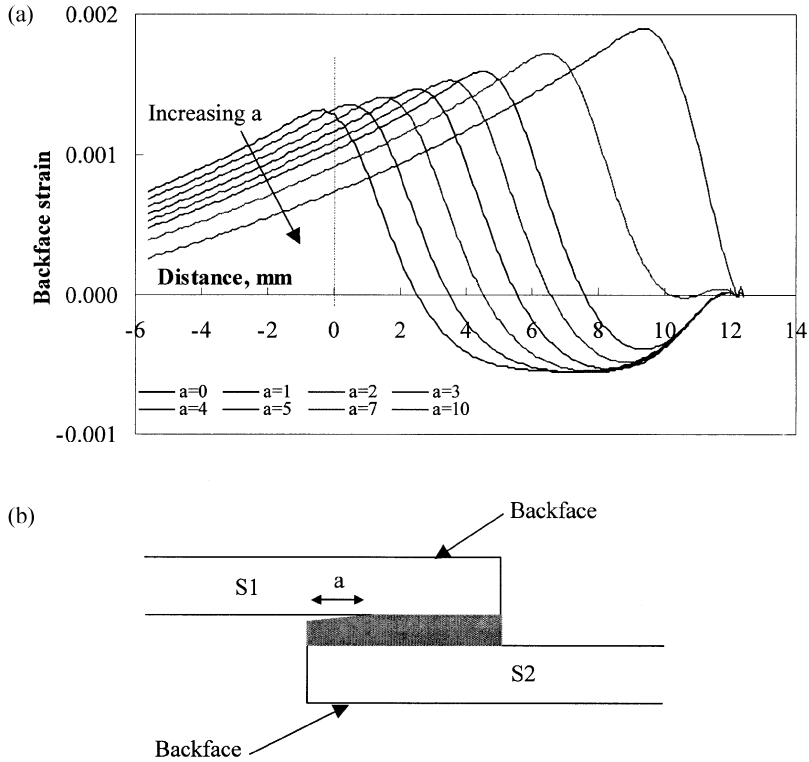 (a)
0.002
0.001
0.000
-0.001
Backface strain
Increasing a
Distance, mm
-6 -4 -2 0 2 4 6 8 10 12 14
A
a=0 a=1 a=2 a=3
a=4 a=5 a=7 a=10
(b)
Backface
S1
a
S2
Backface